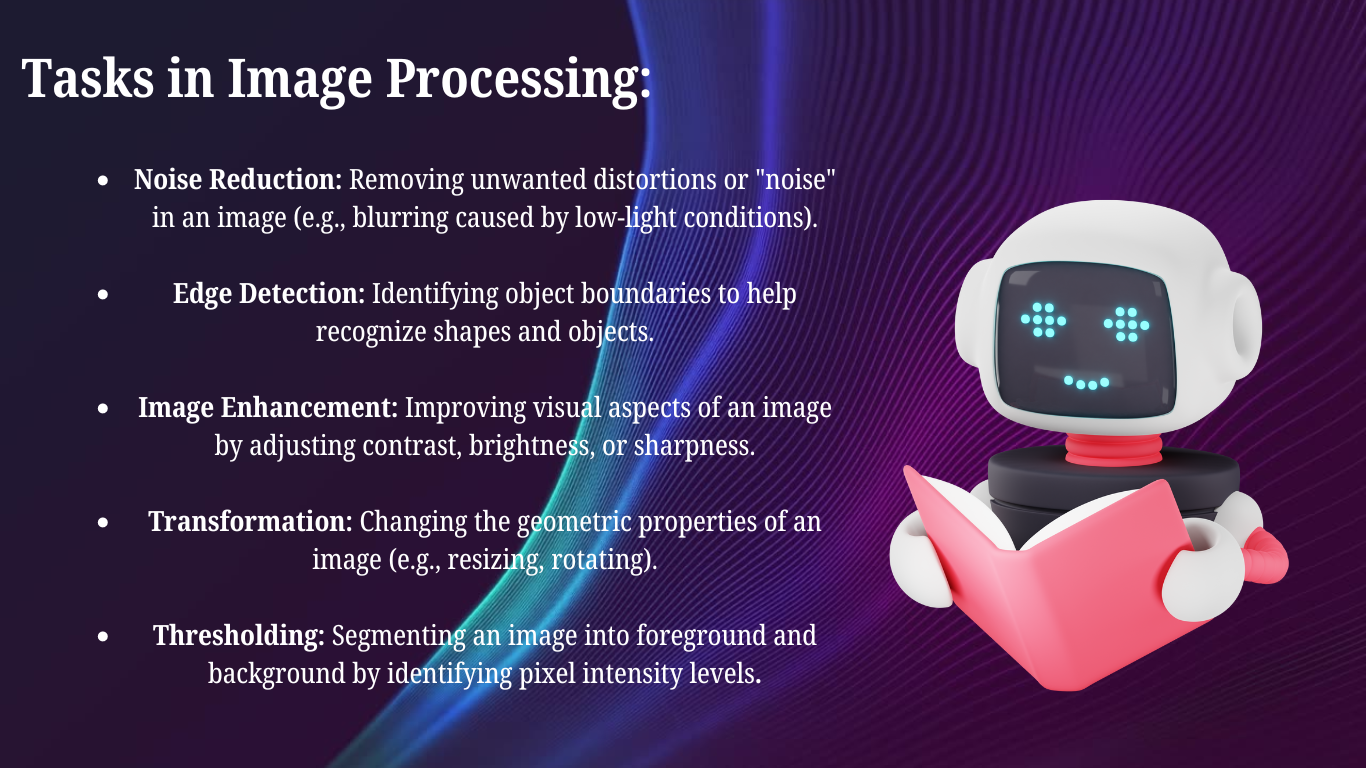 Tasks in Image Processing:
• Noise Reduction: Removing unwanted distortions or "noise"
in an image (e.g., blurring caused by low-light conditions).
• Edge Detection: Identifying object boundaries to help
recognize shapes and objects.
• Image Enhancement: Improving visual aspects of an image
by adjusting contrast, brightness, or sharpness.
• Transformation: Changing the geometric properties of an
image (e.g., resizing, rotating).
• Thresholding: Segmenting an image into foreground and
background by identifying pixel intensity levels.